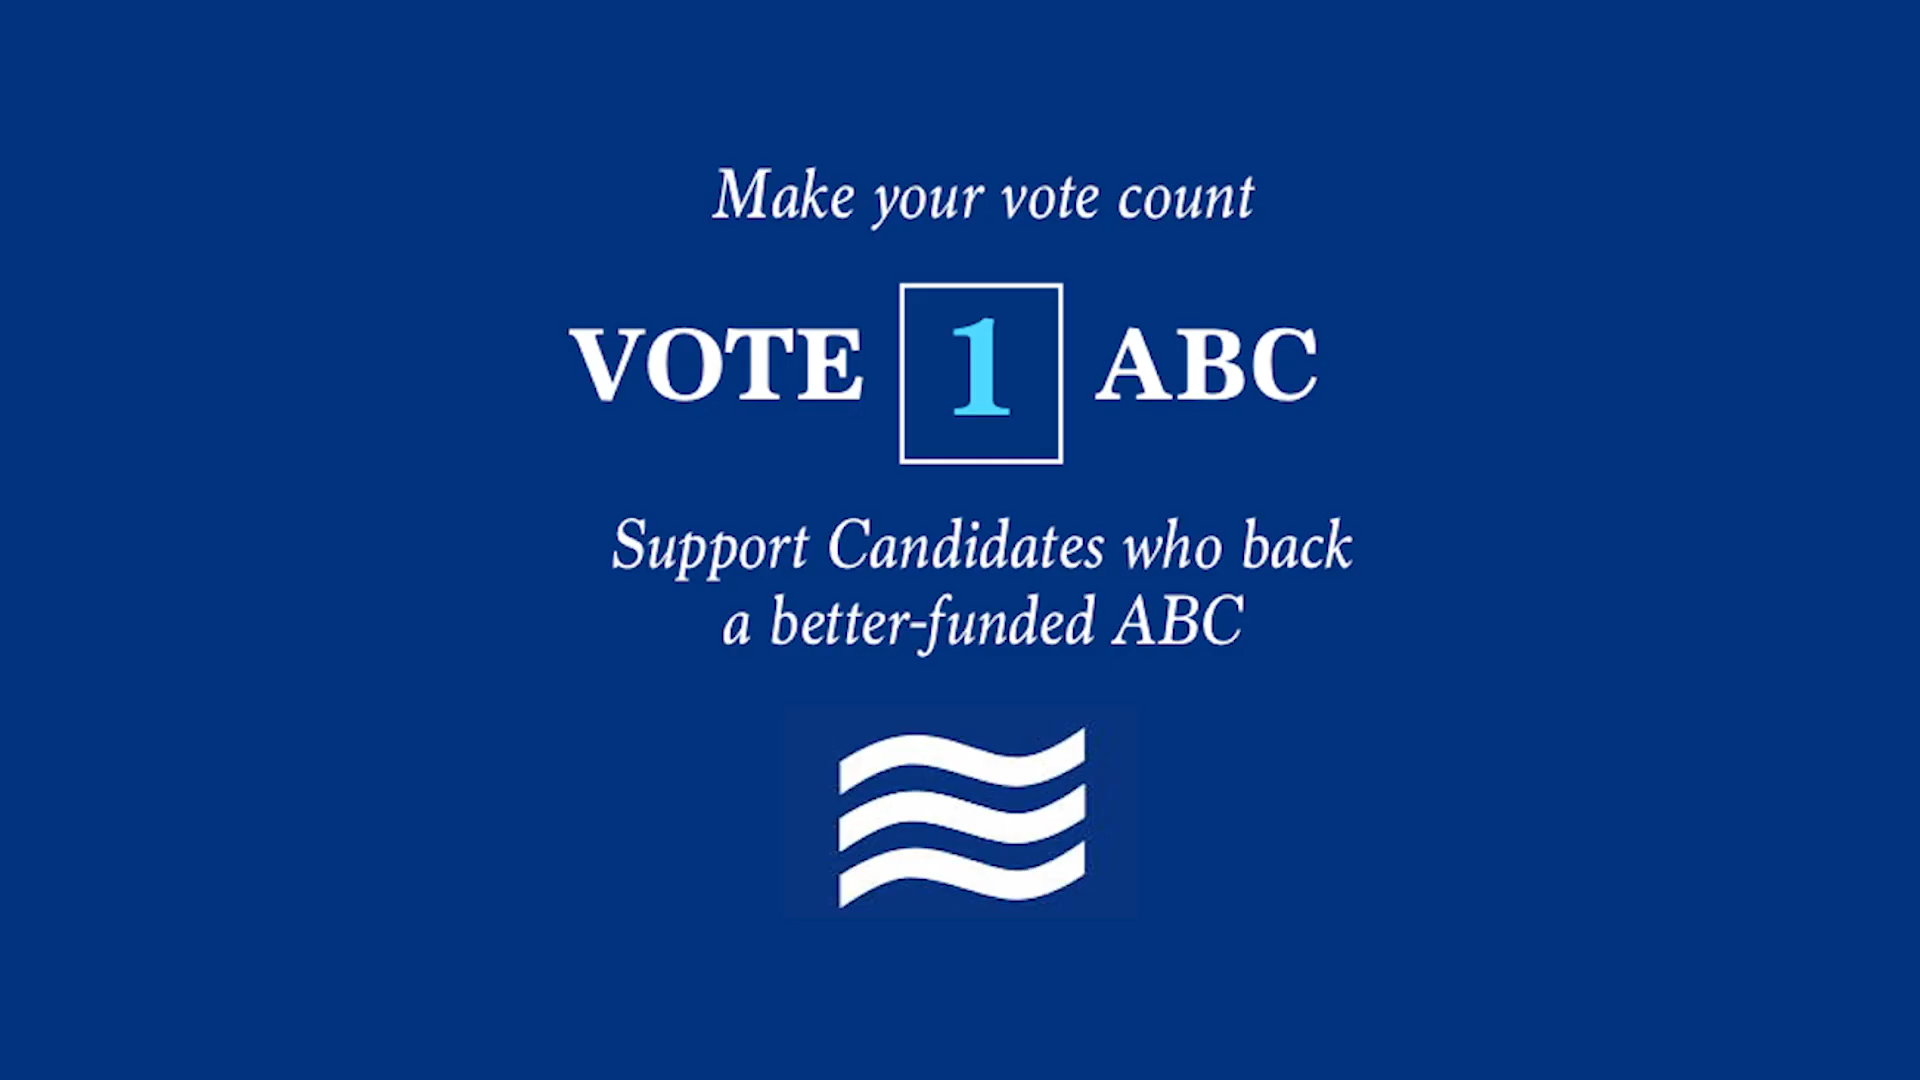 Make your vote count
VOTE 1 ABC
Support Candidates who back
a better-funded ABC